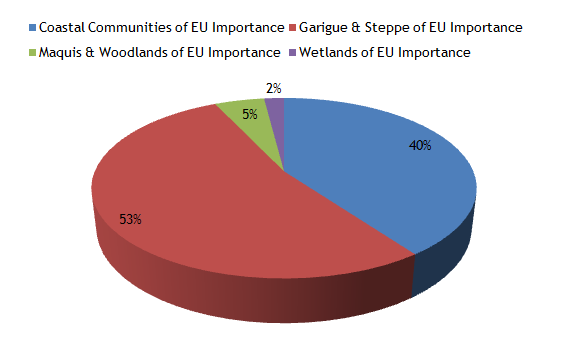 Coastal Communities of EU Importance Garigue & Steppe of EU Importance
Maquis & Woodlands of EU Importance Wetlands of EU Importance
2%
5%
40%
53%